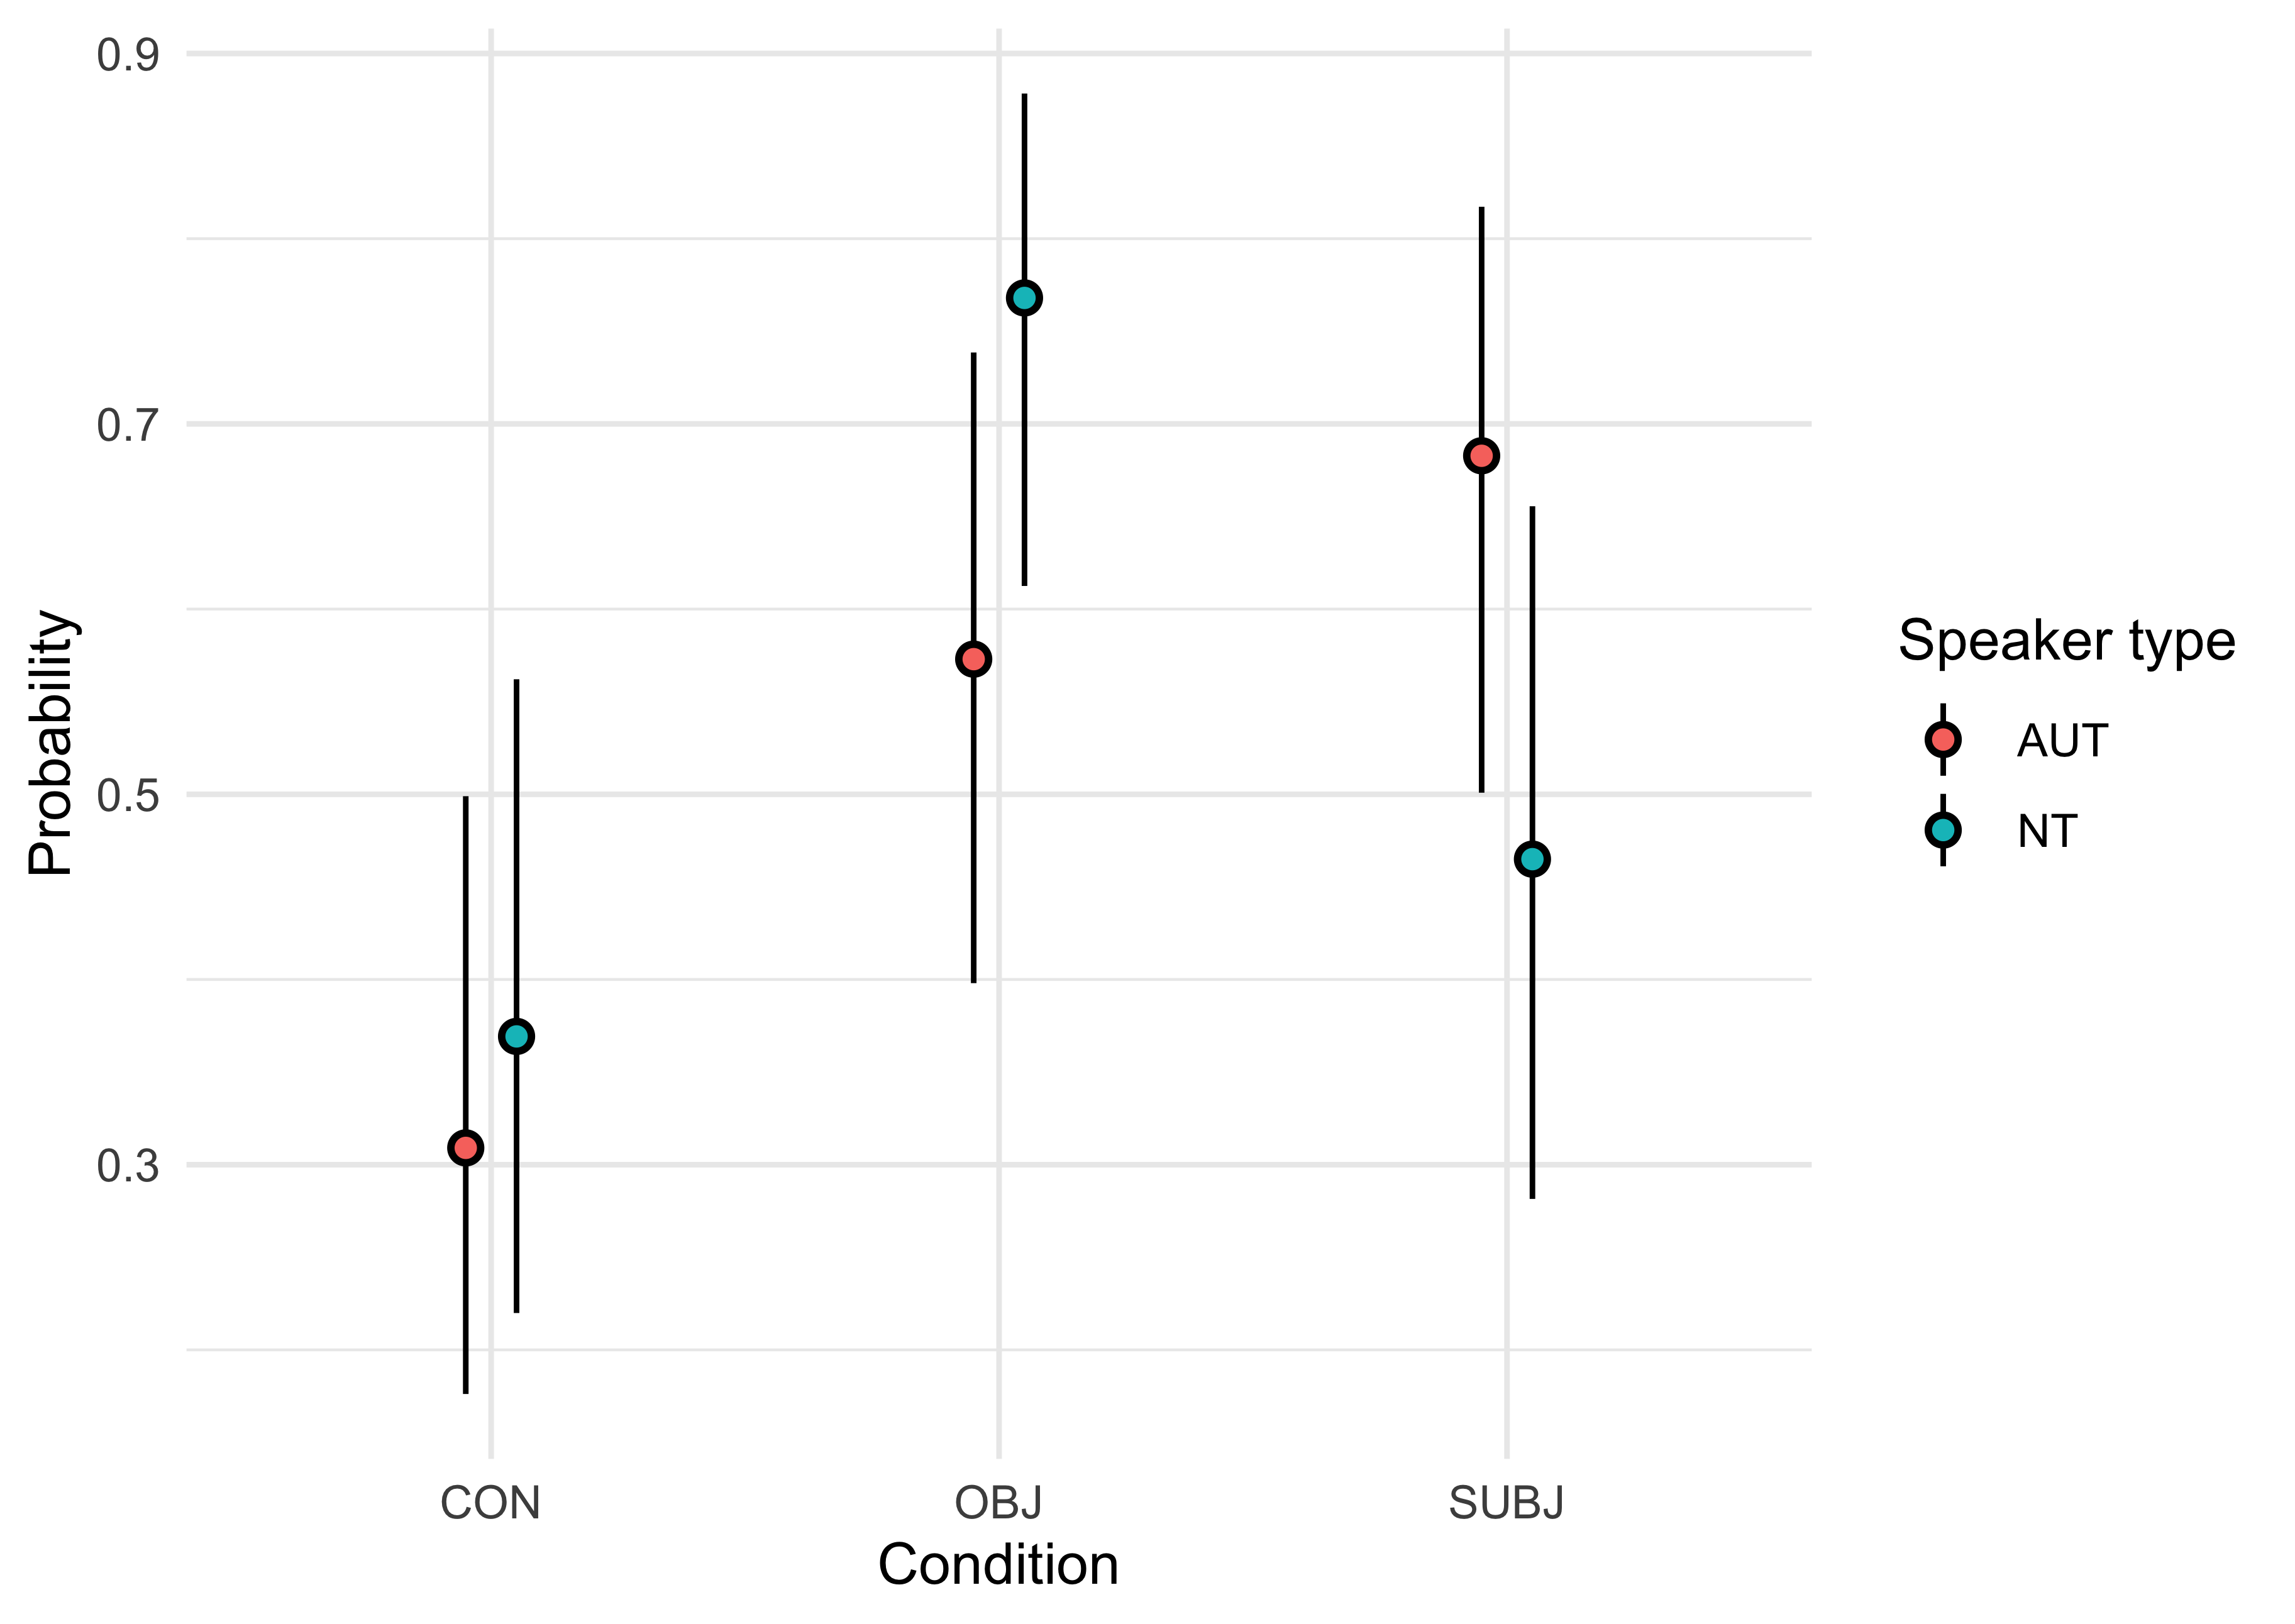 0.9
0.7
0.5
0.3
Probability
CON
OBJ
SUBJ
Condition
Speaker type
AUT
NT